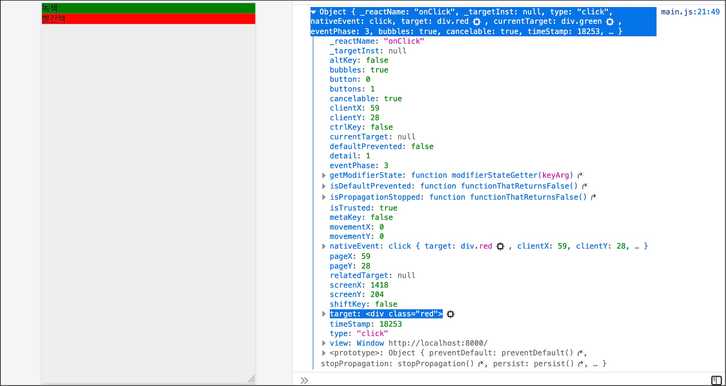 녹색
빨간색
Object { _reactName: "onClick", _targetInst: null, type: "click", main.js:21:49
nativeEvent: click, target: div.red , currentTarget: div.green ,
eventPhase: 3, bubbles: true, cancelable: true, timeStamp: 18253, … }
_reactName: "onClick"
_targetInst: null
altKey: false
bubbles: true
button: 0
buttons: 1
cancelable: true
clientX: 59
clientY: 28
ctrlKey: false
currentTarget: null
defaultPrevented: false
detail: 1
eventPhase: 3
getModifierState: function modifierStateGetter(keyArg)
isDefaultPrevented: function functionThatReturnsFalse()
isPropagationStopped: function functionThatReturnsFalse()
isTrusted: true
metaKey: false
movementX: 0
movementY: 0
nativeEvent: click { target: div.red , clientX: 59, clientY: 28, … }
pageX: 59
pageY: 28
relatedTarget: null
screenX: 1418
screenY: 204
shiftKey: false
target: <div class="red">
timeStamp: 18253
type: "click"
view: Window http://localhost:8000/
<prototype>: Object { preventDefault: preventDefault() ,
stopPropagation: stopPropagation() , persist: persist(), … }